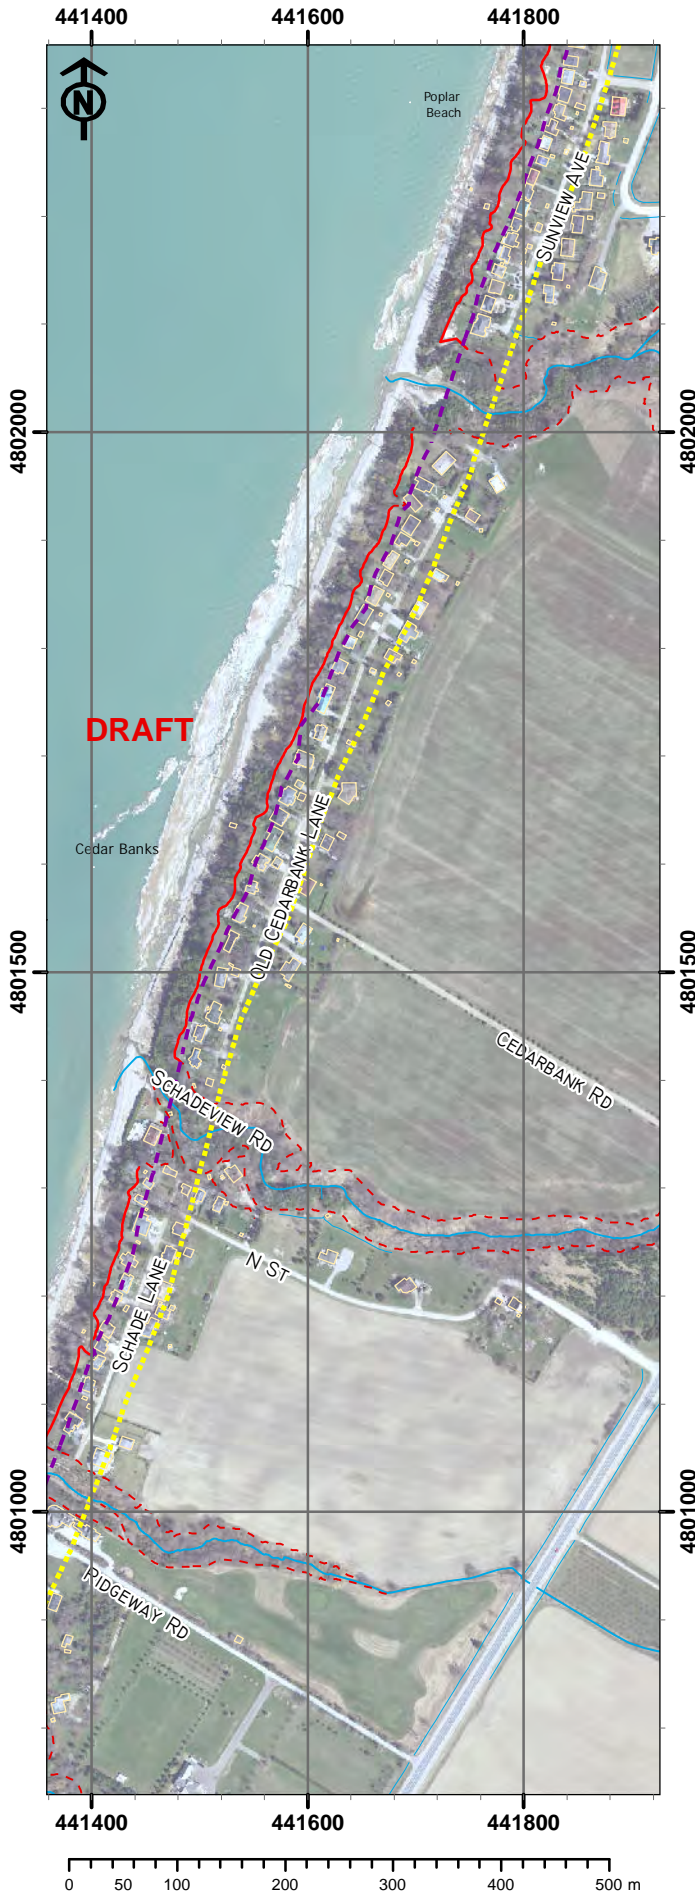 441400 441600 441800
N
Poplar
Beach
SUNVIEW AVE
4802000 4802000
DRAFT
Cedar Banks
OLD CEDARBANK LANE
4801500 4801500
CEDARBANK RD
SCHADEVIEW RD
N ST
SCHADE LANE
4801000 4801000
RIDGEWAY RD
441400 441600 441800
0 50 100 200 300 400 500 m